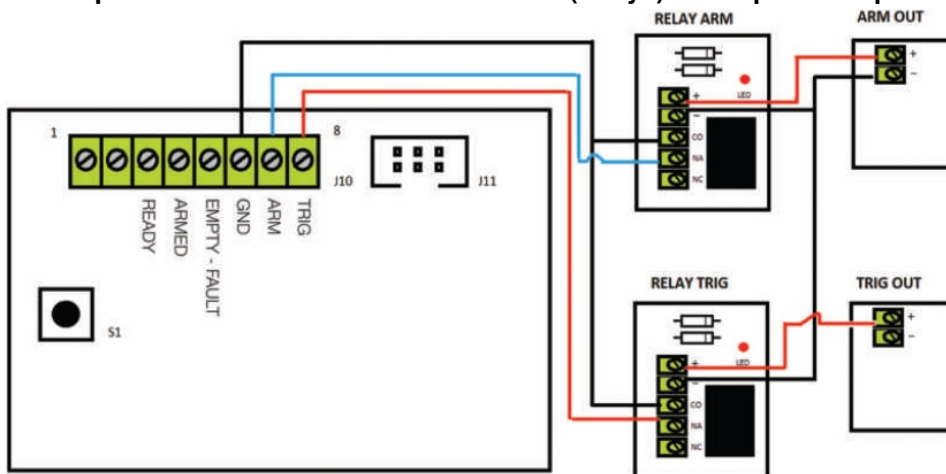 RELAY ARM
ARM OUT
+
-
LED
+
-
CO
NA
NC
1
8
J10
J11
READY
ARMED
EMPTY - FAULT
GND
ARM
TRIG
S1
RELAY TRIG
TRIG OUT
+
-
LED
+
-
CO
NA
NC